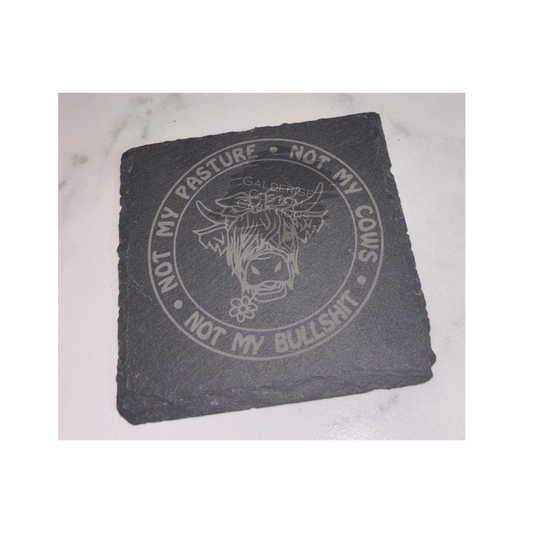 NOT MY PASTURE • NOT MY COWS
• NOT MY BULLSHIT •